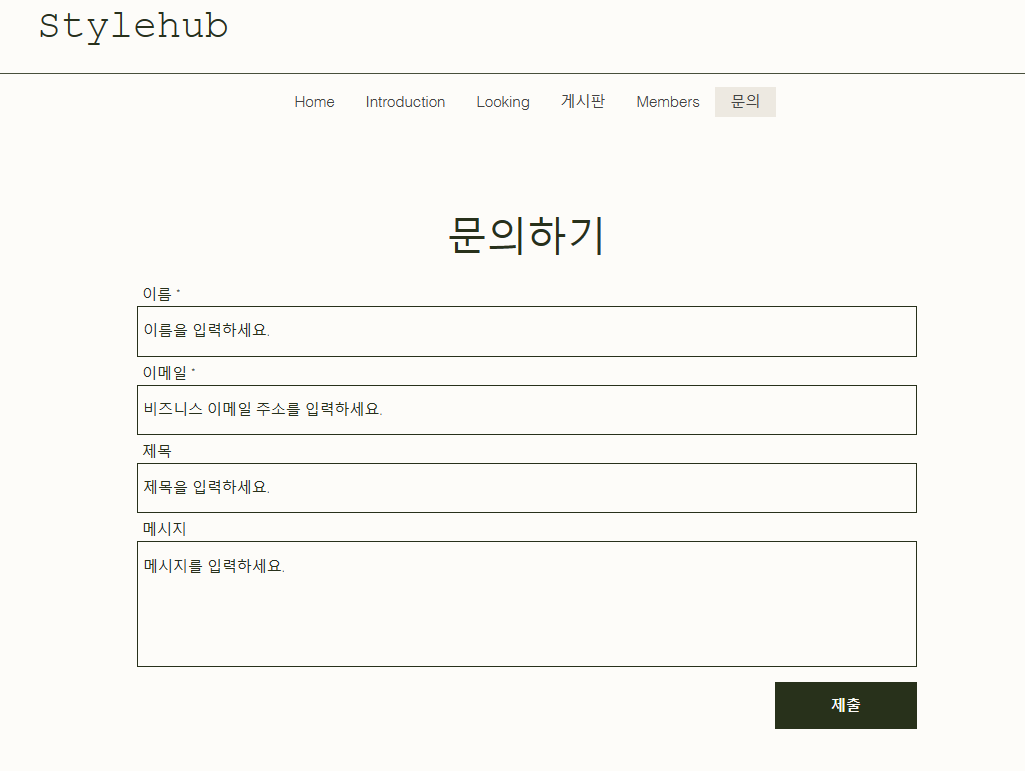 Stylehub
Home Introduction Looking 게시판 Members 문의
문의하기
이름 *
이름을 입력하세요.
이메일 *
비즈니스 이메일 주소를 입력하세요.
제목
제목을 입력하세요.
메시지
메시지를 입력하세요.
제출